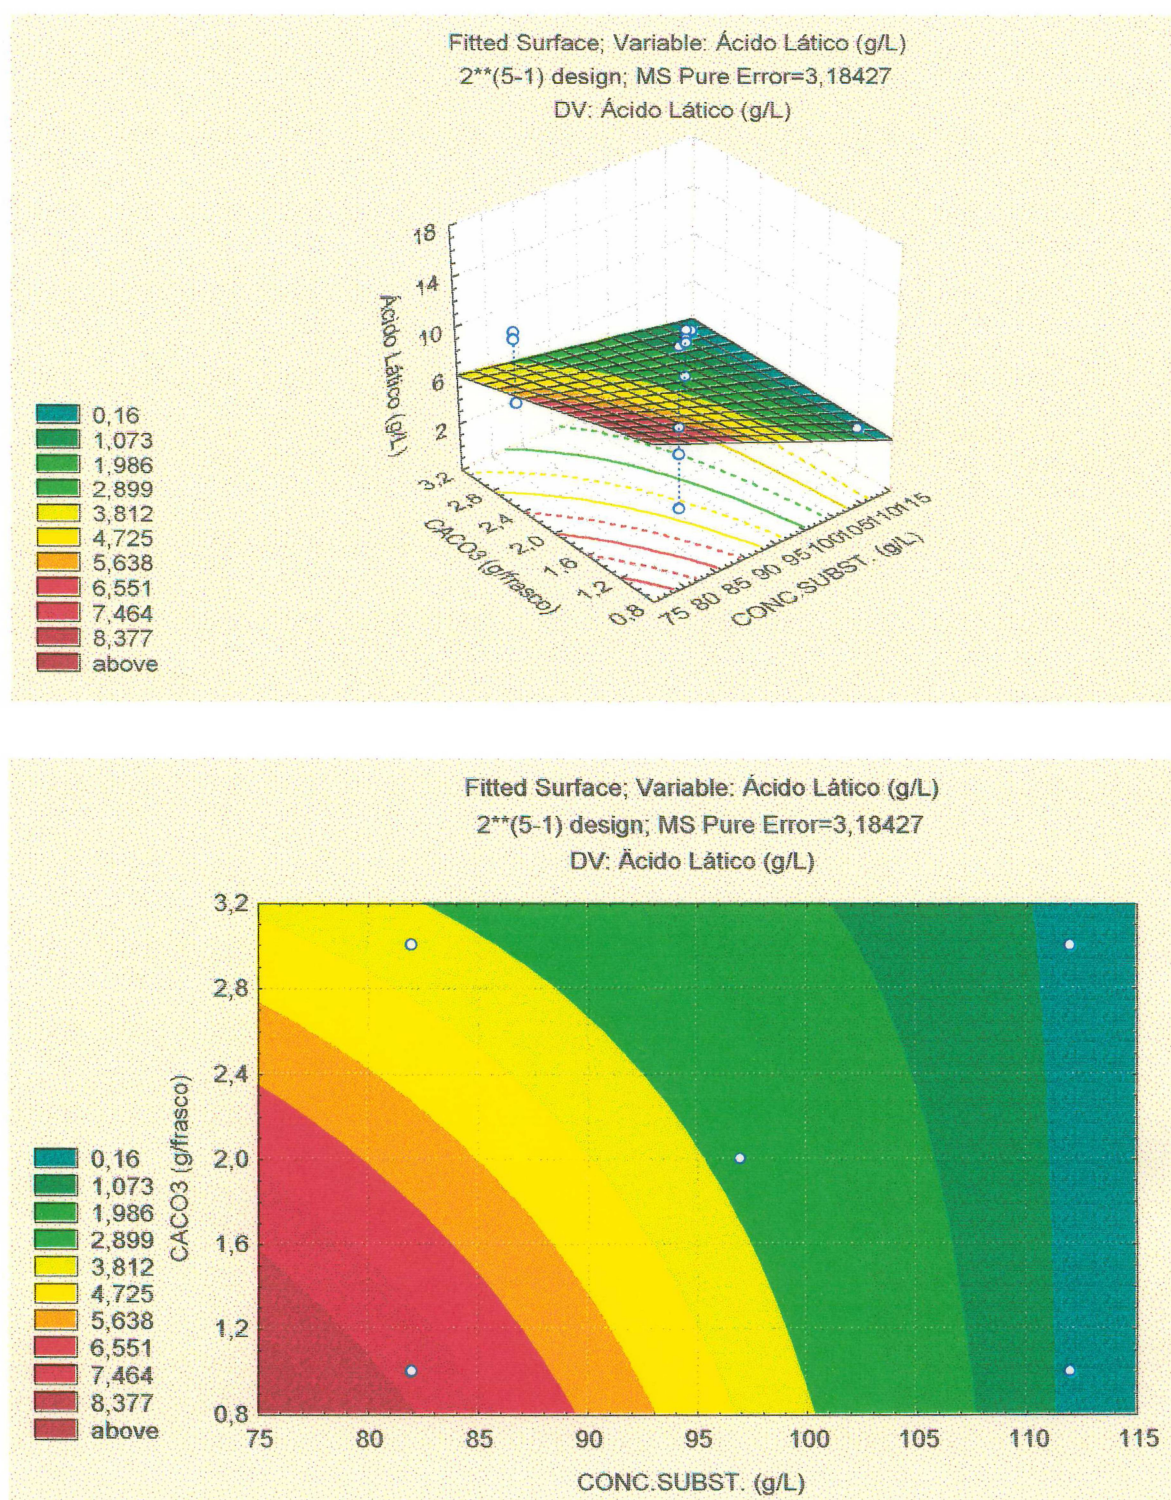 Fitted Surface; Variable: Ácido Lático (g/L)
2**(5-1) design; MS Pure Error=3,18427
DV: Ácido Lático (g/L)
18
14
10
6
2
Ácido Lático (g/L)
3,2
2,8
2,4
2,0
1,6
1,2
0,8
CACO3 (g/frasco)
75 80 85 90 95 100 105 110 115
CONC.SUBST. (g/L)
0,16
1,073
1,986
2,899
3,812
4,725
5,638
6,551
7,464
8,377
above
Fitted Surface; Variable: Ácido Lático (g/L)
2**(5-1) design; MS Pure Error=3,18427
DV: Äcido Lático (g/L)
3,2
2,8
2,4
2,0
1,6
1,2
0,8
CACO3 (g/frasco)
0,16
1,073
1,986
2,899
3,812
4,725
5,638
6,551
7,464
8,377
above
75 80 85 90 95 100 105 110 115
CONC.SUBST. (g/L)